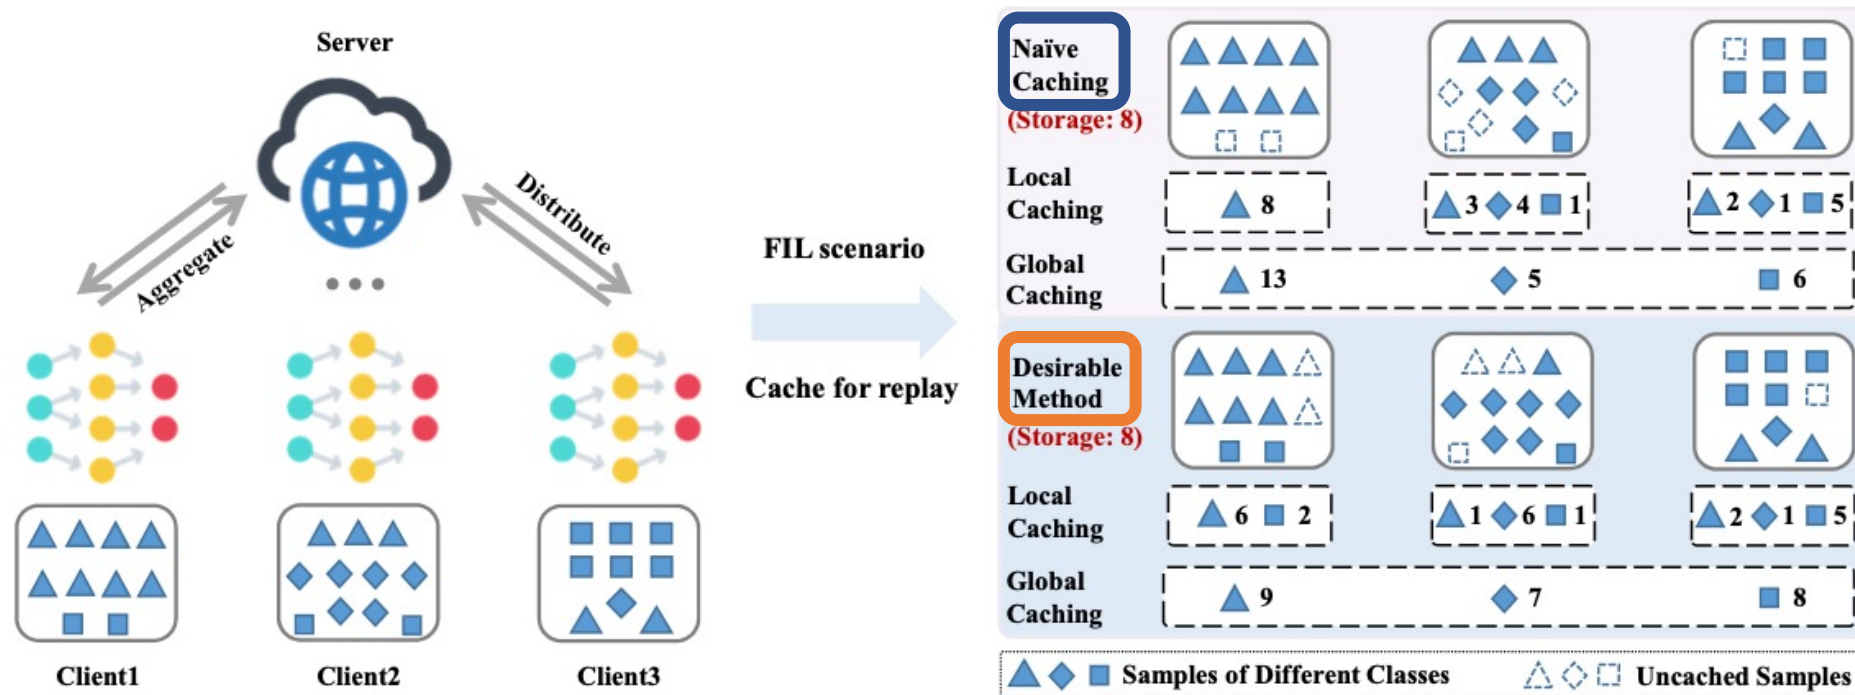 Server
Aggregate
Distribute
Client1
Client2
Client3
FIL scenario
Cache for replay
Naïve
Caching
(Storage: 8)
Local
Caching
8
3 4 1
2 1 5
Global
Caching
13 5 6
Desirable
Method
(Storage: 8)
Local
Caching
6 2
1 6 1
2 1 5
Global
Caching
9 7 8
Samples of Different Classes
Uncached Samples